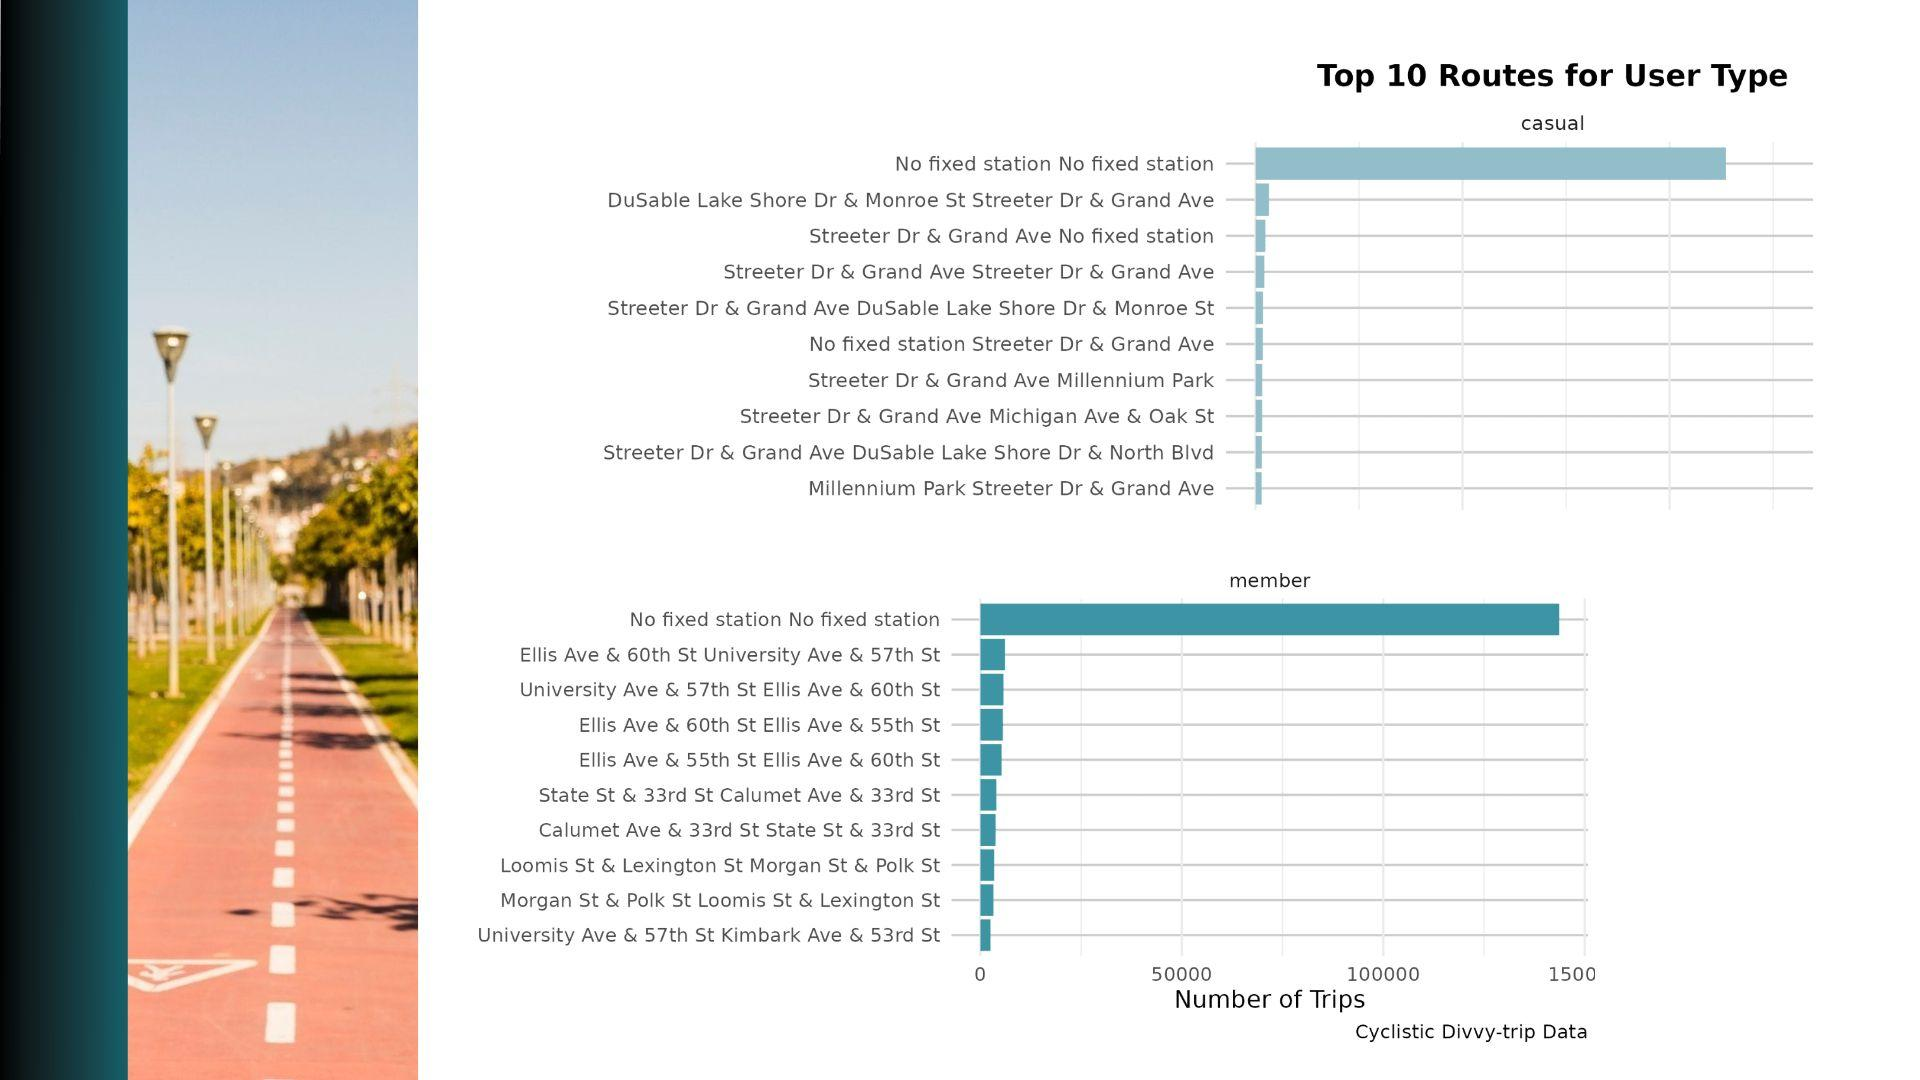 Top 10 Routes for User Type
casual
No fixed station No fixed station
DuSable Lake Shore Dr & Monroe St Streeter Dr & Grand Ave
Streeter Dr & Grand Ave No fixed station
Streeter Dr & Grand Ave Streeter Dr & Grand Ave
Streeter Dr & Grand Ave DuSable Lake Shore Dr & Monroe St
No fixed station Streeter Dr & Grand Ave
Streeter Dr & Grand Ave Millennium Park
Streeter Dr & Grand Ave Michigan Ave & Oak St
Streeter Dr & Grand Ave DuSable Lake Shore Dr & North Blvd
Millennium Park Streeter Dr & Grand Ave
member
No fixed station No fixed station
Ellis Ave & 60th St University Ave & 57th St
University Ave & 57th St Ellis Ave & 60th St
Ellis Ave & 60th St Ellis Ave & 55th St
Ellis Ave & 55th St Ellis Ave & 60th St
State St & 33rd St Calumet Ave & 33rd St
Calumet Ave & 33rd St State St & 33rd St
Loomis St & Lexington St Morgan St & Polk St
Morgan St & Polk St Loomis St & Lexington St
University Ave & 57th St Kimbark Ave & 53rd St
0 50000 100000 1500
Number of Trips
Cyclistic Divvy-trip Data